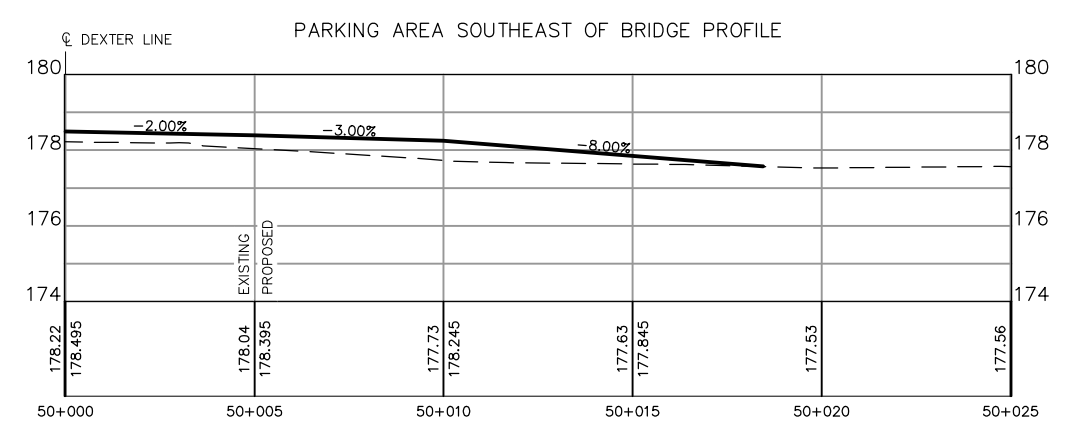 PARKING AREA SOUTHEAST OF BRIDGE PROFILE
℄ DEXTER LINE
180 180
-2.00% -3.00%
178 -8.00% 178
176 176
EXISTING
PROPOSED
174 174
178.22
178.495
178.04
178.395
177.73
178.245
177.63
177.845
177.53
177.56
50+000 50+005 50+010 50+015 50+020 50+025